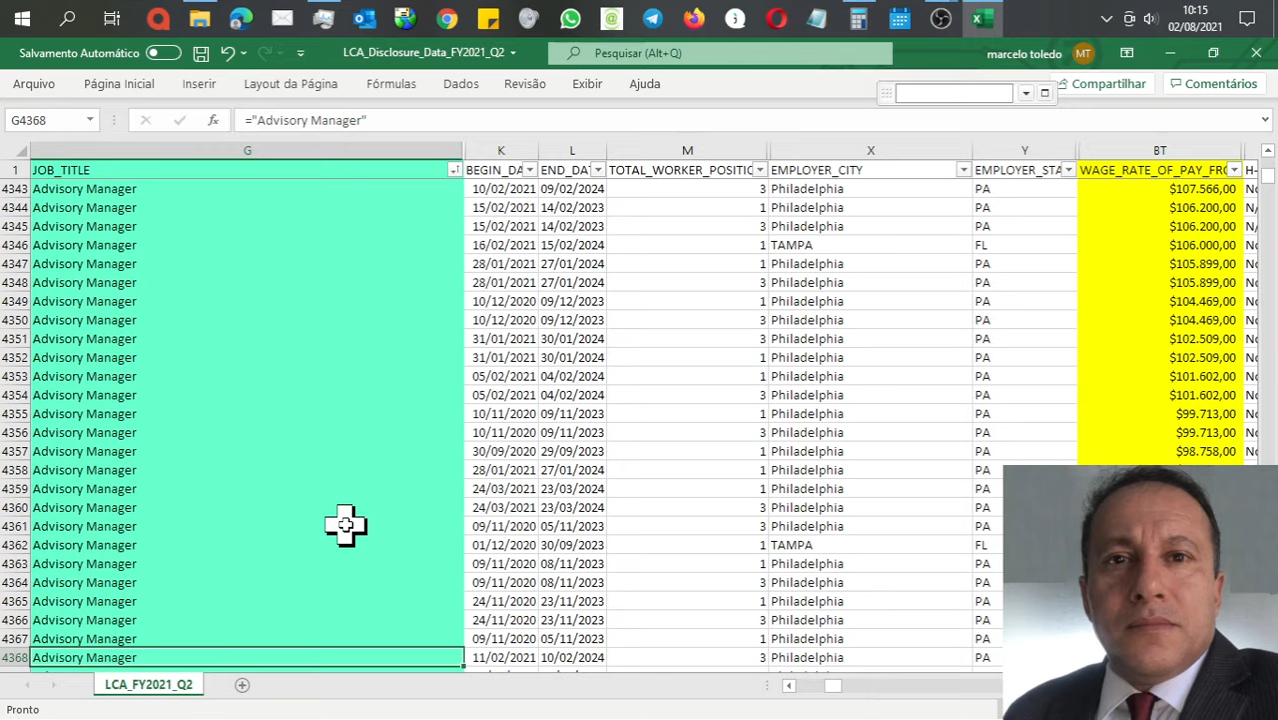 10:15
02/08/2021
Salvamento Automático
LCA_Disclosure_Data_FY2021_Q2
Pesquisar (Alt+Q)
marcelo toledo
MT
Arquivo Página Inicial Inserir Layout da Página Fórmulas Dados Revisão Exibir Ajuda
Compartilhar
Comentários
G4368 fx ="Advisory Manager"
G K L M X Y BT
1 JOB_TITLE BEGIN_DA END_DAT TOTAL_WORKER_POSITIO EMPLOYER_CITY EMPLOYER_STA WAGE_RATE_OF_PAY_FRO H-
4343 Advisory Manager 10/02/2021 09/02/2024 3 Philadelphia PA $107.566,00 No
4344 Advisory Manager 15/02/2021 14/02/2023 1 Philadelphia PA $106.200,00 N/
4345 Advisory Manager 15/02/2021 14/02/2023 3 Philadelphia PA $106.200,00 No
4346 Advisory Manager 16/02/2021 15/02/2024 1 TAMPA FL $106.000,00 No
4347 Advisory Manager 28/01/2021 27/01/2024 1 Philadelphia PA $105.899,00 No
4348 Advisory Manager 28/01/2021 27/01/2024 3 Philadelphia PA $105.899,00 No
4349 Advisory Manager 10/12/2020 09/12/2023 1 Philadelphia PA $104.469,00 No
4350 Advisory Manager 10/12/2020 09/12/2023 3 Philadelphia PA $104.469,00 No
4351 Advisory Manager 31/01/2021 30/01/2024 3 Philadelphia PA $102.509,00 No
4352 Advisory Manager 31/01/2021 30/01/2024 1 Philadelphia PA $102.509,00 No
4353 Advisory Manager 05/02/2021 04/02/2024 1 Philadelphia PA $101.602,00 No
4354 Advisory Manager 05/02/2021 04/02/2024 3 Philadelphia PA $101.602,00 No
4355 Advisory Manager 10/11/2020 09/11/2023 1 Philadelphia PA $99.713,00 No
4356 Advisory Manager 10/11/2020 09/11/2023 3 Philadelphia PA $99.713,00 No
4357 Advisory Manager 30/09/2020 29/09/2023 1 Philadelphia PA $98.758,00 No
4358 Advisory Manager 28/01/2021 27/01/2024 1 Philadelphia PA
4359 Advisory Manager 24/03/2021 23/03/2024 1 Philadelphia PA
4360 Advisory Manager 24/03/2021 23/03/2024 3 Philadelphia PA
4361 Advisory Manager 09/11/2020 05/11/2023 3 Philadelphia PA
4362 Advisory Manager 01/12/2020 30/09/2023 1 TAMPA FL
4363 Advisory Manager 09/11/2020 08/11/2023 1 Philadelphia PA
4364 Advisory Manager 09/11/2020 08/11/2023 3 Philadelphia PA
4365 Advisory Manager 24/11/2020 23/11/2023 1 Philadelphia PA
4366 Advisory Manager 24/11/2020 23/11/2023 3 Philadelphia PA
4367 Advisory Manager 09/11/2020 05/11/2023 1 Philadelphia PA
4368 Advisory Manager 11/02/2021 10/02/2024 3 Philadelphia PA
LCA_FY2021_Q2
Pronto